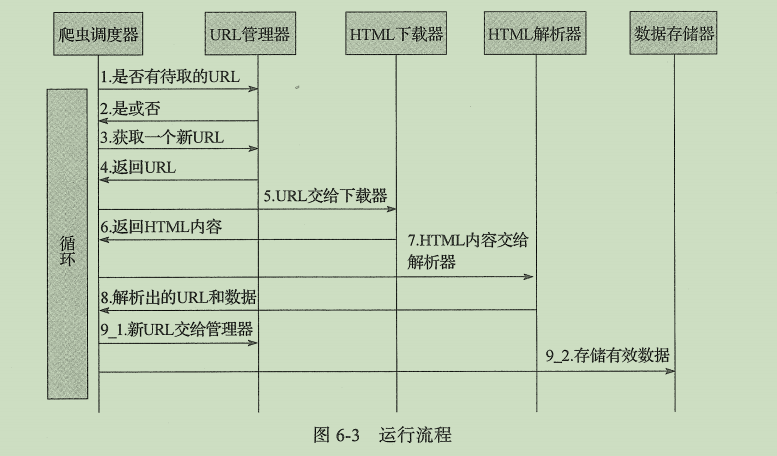 爬虫调度器
URL管理器
HTML下载器
HTML解析器
数据存储器
1.是否有待取的URL
2.是或否
3.获取一个新URL
4.返回URL
5.URL交给下载器
6.返回HTML内容
7.HTML内容交给
解析器
循环
8.解析出的URL和数据
9_1.新URL交给管理器
9_2.存储有效数据
图 6-3 运行流程